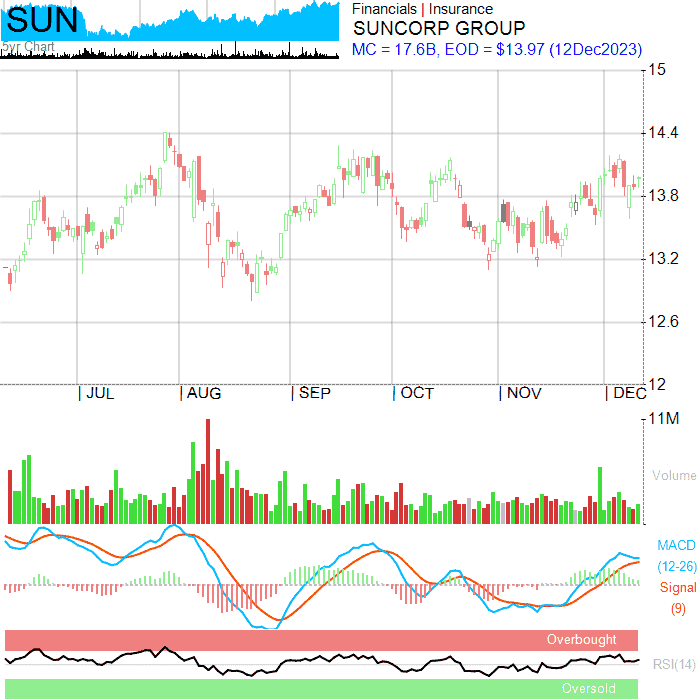 SUN
5yr Chart
Financials | Insurance
SUNCORP GROUP
MC = 17.6B, EOD = $13.97 (12Dec2023)
15
14.4
13.8
13.2
12.6
12
| JUL | AUG | SEP | OCT | NOV | DEC
11M
Volume
MACD
(12-26)
Signal
(9)
Overbought
RSI(14)
Oversold